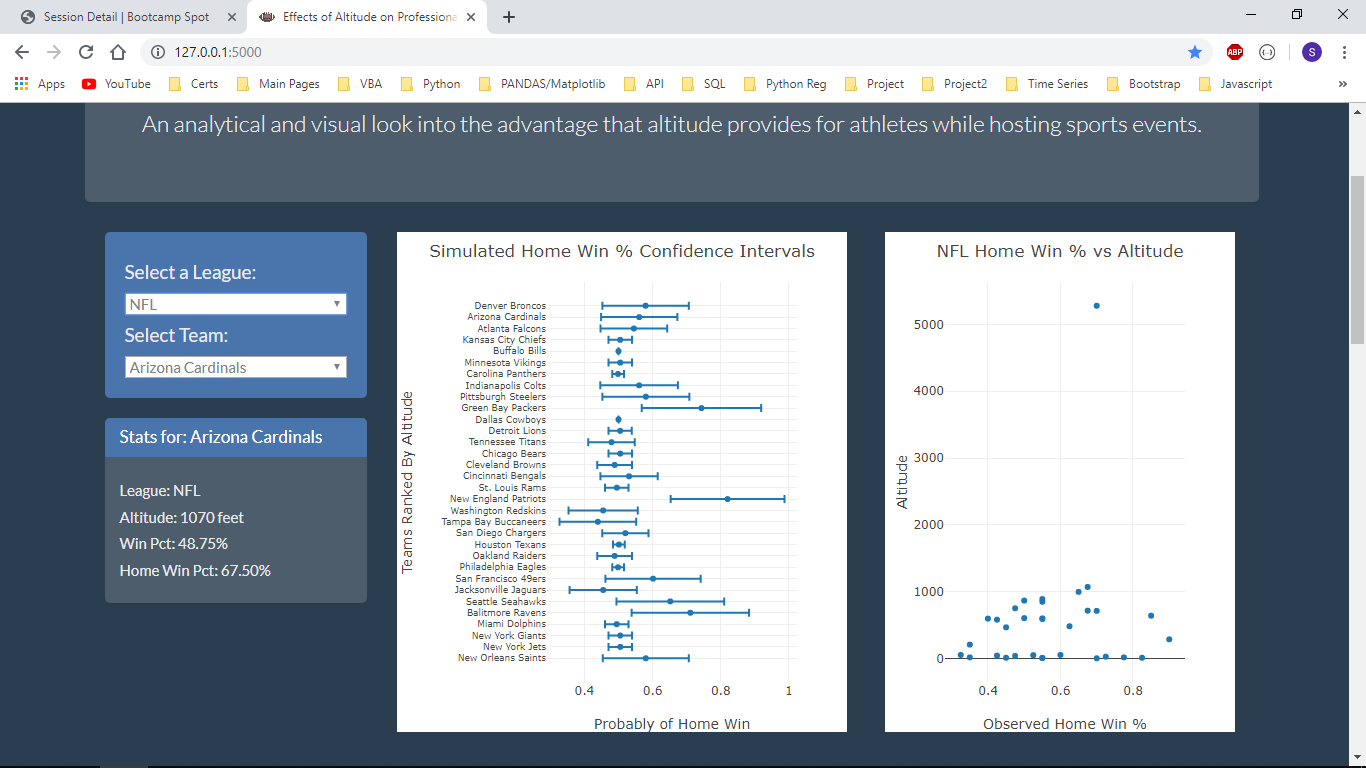 Session Detail | Bootcamp Spot
Effects of Altitude on Professiona
127.0.0.1:5000
ABP
S
Apps YouTube Certs Main Pages VBA Python PANDAS/Matplotlib API SQL Python Reg Project Project2 Time Series Bootstrap Javascript »
An analytical and visual look into the advantage that altitude provides for athletes while hosting sports events.
Select a League:
NFL
Select Team:
Arizona Cardinals
Stats for: Arizona Cardinals
League: NFL
Altitude: 1070 feet
Win Pct: 48.75%
Home Win Pct: 67.50%
Simulated Home Win % Confidence Intervals
Teams Ranked By Altitude
Denver Broncos
Arizona Cardinals
Atlanta Falcons
Kansas City Chiefs
Buffalo Bills
Minnesota Vikings
Carolina Panthers
Indianapolis Colts
Pittsburgh Steelers
Green Bay Packers
Dallas Cowboys
Detroit Lions
Tennessee Titans
Chicago Bears
Cleveland Browns
Cincinnati Bengals
St. Louis Rams
New England Patriots
Washington Redskins
Tampa Bay Buccaneers
San Diego Chargers
Houston Texans
Oakland Raiders
Philadelphia Eagles
San Francisco 49ers
Jacksonville Jaguars
Seattle Seahawks
Balitmore Ravens
Miami Dolphins
New York Giants
New York Jets
New Orleans Saints
0.4 0.6 0.8 1
Probably of Home Win
NFL Home Win % vs Altitude
Altitude
5000
4000
3000
2000
1000
0
0.4 0.6 0.8
Observed Home Win %